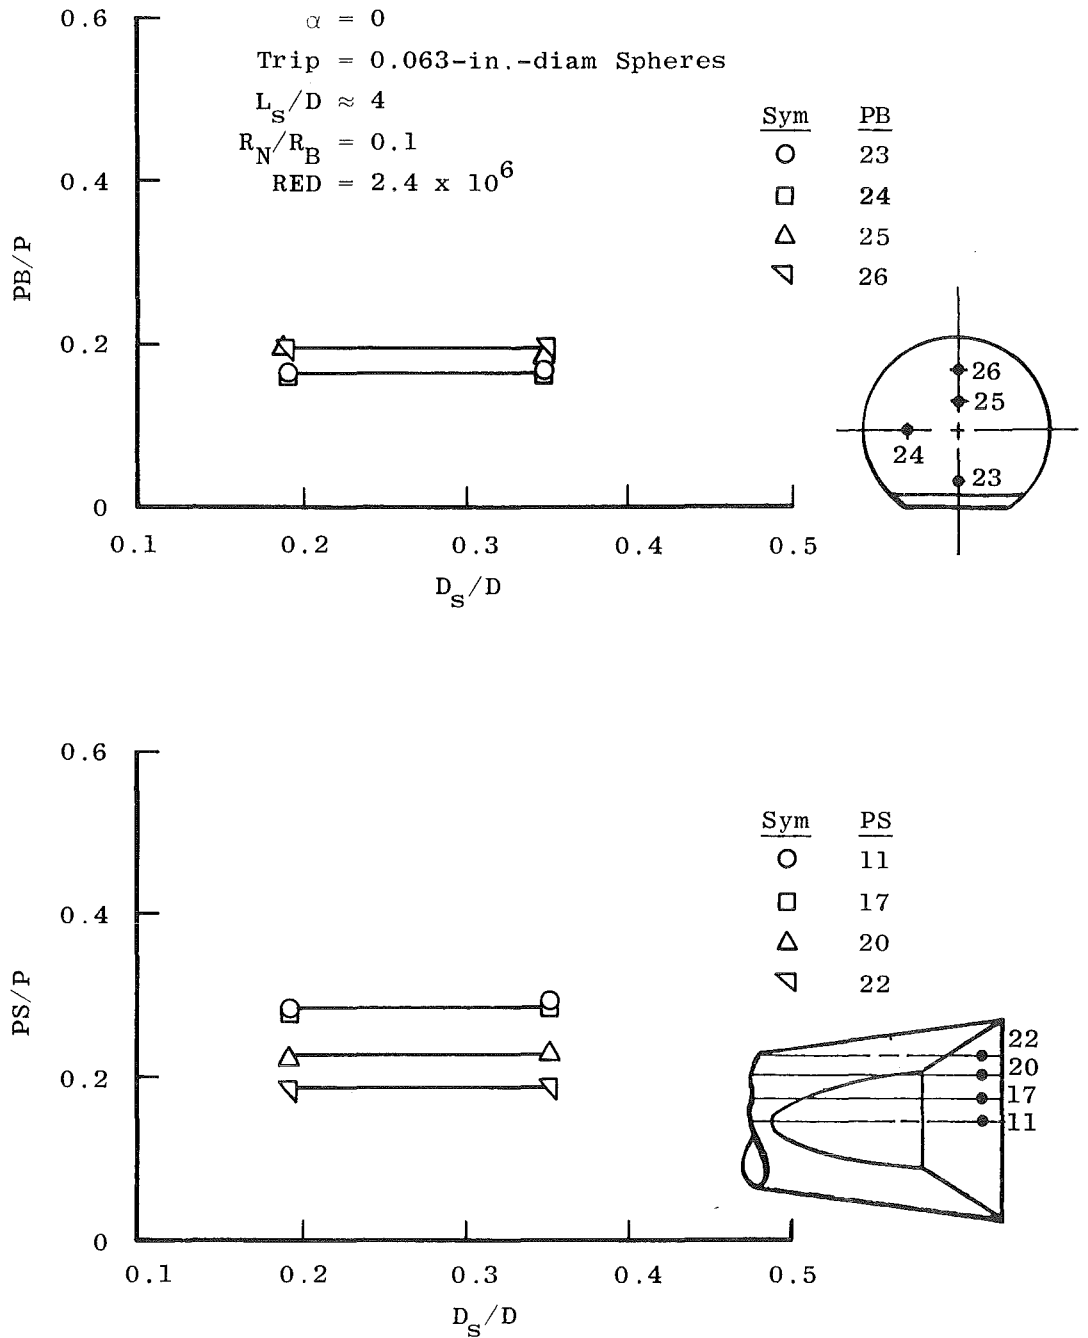 α = 0
Trip = 0.063-in.-diam Spheres
L_s/D ≈ 4
R_N/R_B = 0.1
RED = 2.4 x 10^6
Sym PB
23
24
25
26
0.6
0.4
0.2
0
PB/P
0.1 0.2 0.3 0.4 0.5
D_s/D
26
25
24
23
Sym PS
11
17
20
22
0.6
0.4
0.2
0
PS/P
0.1 0.2 0.3 0.4 0.5
D_s/D
22
20
17
11